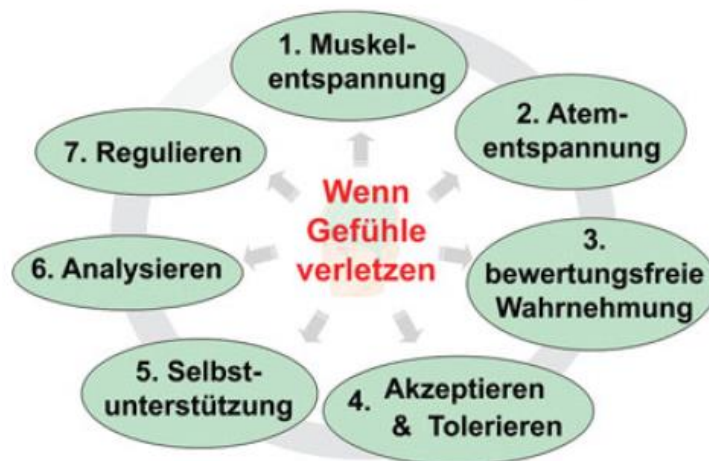 1. Muskel-
entspannung
2. Atem-
entspannung
3.
bewertungsfreie
Wahrnehmung
4. Akzeptieren
& Tolerieren
5. Selbst-
unterstützung
6. Analysieren
7. Regulieren
Wenn
Gefühle
verletzen